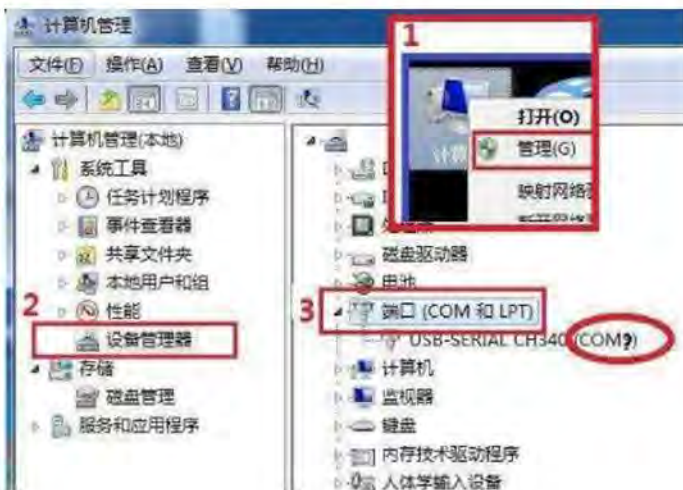 计算机管理
文件(F) 操作(A) 查看(V) 帮助(H)
1
打开(O)
管理(G)
映射网络
计算机管理(本地)
系统工具
任务计划程序
事件查看器
共享文件夹
本地用户和组
性能
2
设备管理器
存储
磁盘管理
服务和应用程序
磁盘驱动器
电池
3
端口 (COM 和 LPT)
USB-SERIAL CH340 (COM?)
计算机
监视器
键盘
内存技术驱动程序
人体学输入设备